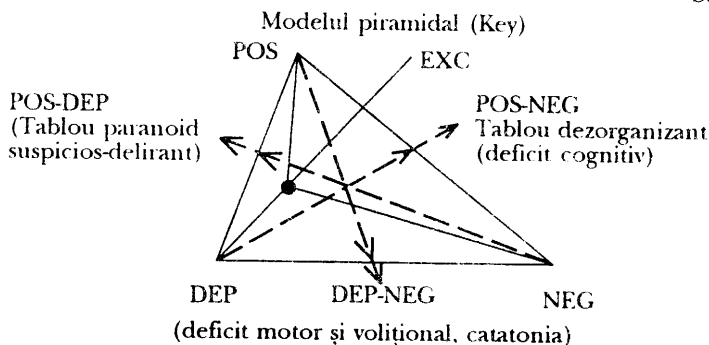 Modelul piramidal (Key)
POS
EXC
POS-DEP
(Tablou paranoid
suspicios-delirant)
POS-NEG
Tablou dezorganizant
(deficit cognitiv)
DEP
DEP-NEG
NEG
(deficit motor și volițional, catatonia)